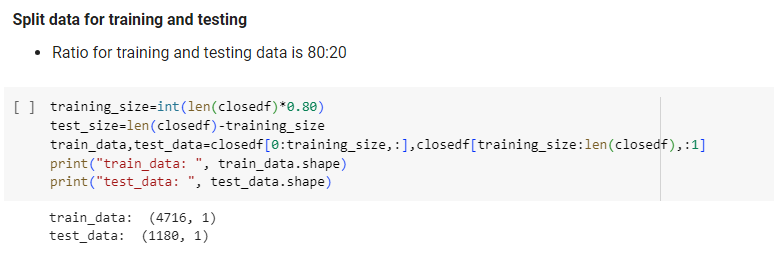 Split data for training and testing
• Ratio for training and testing data is 80:20
[ ] training_size=int(len(closedf)*0.80)
test_size=len(closedf)-training_size
train_data,test_data=closedf[0:training_size,:],closedf[training_size:len(closedf),:1]
print("train_data: ", train_data.shape)
print("test_data: ", test_data.shape)
train_data:  (4716, 1)
test_data:  (1180, 1)